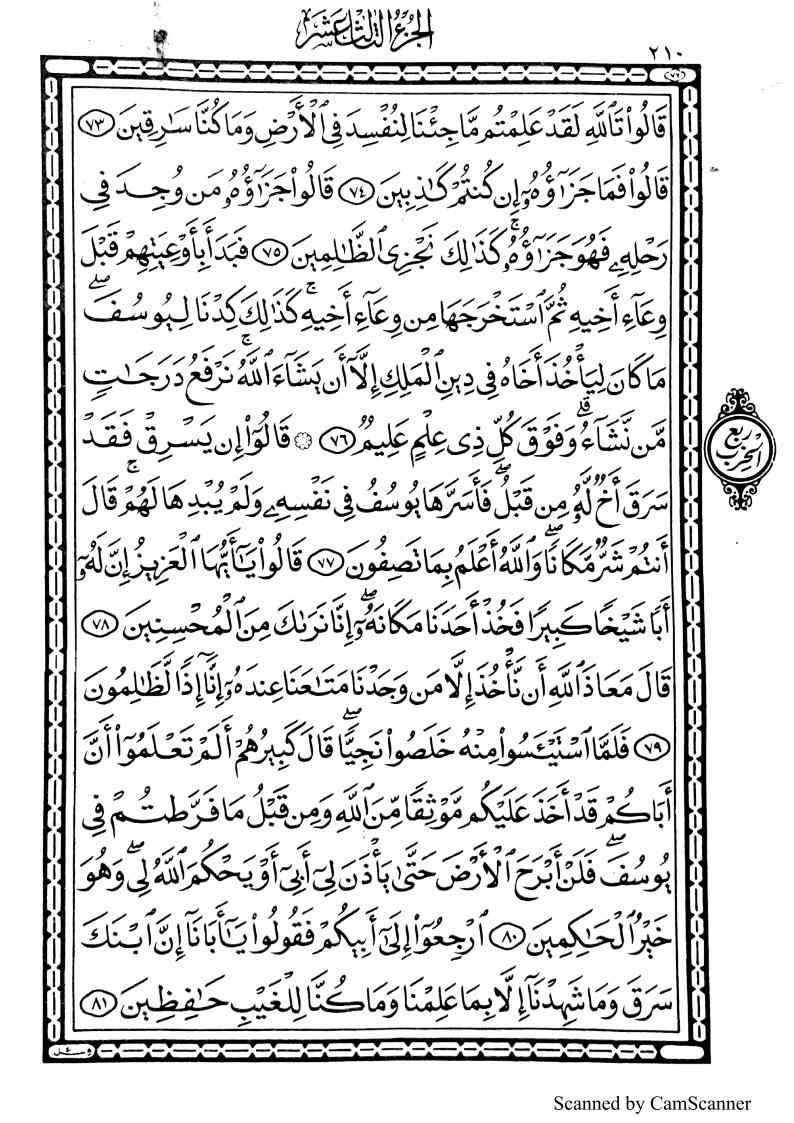 الجزء الثالث عشر
٢١٠
(٧٢)
قَالُوا۟ تَٱللَّهِ لَقَدْ عَلِمْتُم مَّا جِئْنَا لِنُفْسِدَ فِى ٱلْأَرْضِ وَمَا كُنَّا سَٰرِقِينَ ٧٣
قَالُوا۟ فَمَا جَزَٰٓؤُهُۥٓ إِن كُنتُمْ كَٰذِبِينَ ٧٤ قَالُوا۟ جَزَٰٓؤُهُۥ مَن وُجِدَ فِى
رَحْلِهِۦ فَهُوَ جَزَٰٓؤُهُۥ ۚ كَذَٰلِكَ نَجْزِى ٱلظَّٰلِمِينَ ٧٥ فَبَدَأَ بِأَوْعِيَتِهِمْ قَبْلَ
وِعَآءِ أَخِيهِ ثُمَّ ٱسْتَخْرَجَهَا مِن وِعَآءِ أَخِيهِ ۚ كَذَٰلِكَ كِدْنَا لِيُوسُفَ ۖ
مَا كَانَ لِيَأْخُذَ أَخَاهُ فِى دِينِ ٱلْمَلِكِ إِلَّآ أَن يَشَآءَ ٱللَّهُ ۚ نَرْفَعُ دَرَجَٰتٍ
مَّن نَّشَآءُ ۗ وَفَوْقَ كُلِّ ذِى عِلْمٍ عَلِيمٌ ٧٦ ۞ قَالُوٓا۟ إِن يَسْرِقْ فَقَدْ
سَرَقَ أَخٌ لَّهُۥ مِن قَبْلُ ۚ فَأَسَرَّهَا يُوسُفُ فِى نَفْسِهِۦ وَلَمْ يُبْدِهَا لَهُمْ ۚ قَالَ
أَنتُمْ شَرٌّ مَّكَانًا ۖ وَٱللَّهُ أَعْلَمُ بِمَا تَصِفُونَ ٧٧ قَالُوا۟ يَٰٓأَيُّهَا ٱلْعَزِيزُ إِنَّ لَهُۥٓ
أَبًا شَيْخًا كَبِيرًا فَخُذْ أَحَدَنَا مَكَانَهُۥٓ ۖ إِنَّا نَرَىٰكَ مِنَ ٱلْمُحْسِنِينَ ٧٨
قَالَ مَعَاذَ ٱللَّهِ أَن نَّأْخُذَ إِلَّا مَن وَجَدْنَا مَتَٰعَنَا عِندَهُۥٓ إِنَّآ إِذًا لَّظَٰلِمُونَ
٧٩ فَلَمَّا ٱسْتَيْـَٔسُوا۟ مِنْهُ خَلَصُوا۟ نَجِيًّا ۖ قَالَ كَبِيرُهُمْ أَلَمْ تَعْلَمُوٓا۟ أَنَّ
أَبَاكُمْ قَدْ أَخَذَ عَلَيْكُم مَّوْثِقًا مِّنَ ٱللَّهِ وَمِن قَبْلُ مَا فَرَّطتُمْ فِى
يُوسُفَ ۖ فَلَنْ أَبْرَحَ ٱلْأَرْضَ حَتَّىٰ يَأْذَنَ لِىٓ أَبِىٓ أَوْ يَحْكُمَ ٱللَّهُ لِى ۖ وَهُوَ
خَيْرُ ٱلْحَٰكِمِينَ ٨٠ ٱرْجِعُوٓا۟ إِلَىٰٓ أَبِيكُمْ فَقُولُوا۟ يَٰٓأَبَانَآ إِنَّ ٱبْنَكَ
سَرَقَ وَمَا شَهِدْنَآ إِلَّا بِمَا عَلِمْنَا وَمَا كُنَّا لِلْغَيْبِ حَٰفِظِينَ ٨١
ربع الحزب
وسئل
Scanned by CamScanner